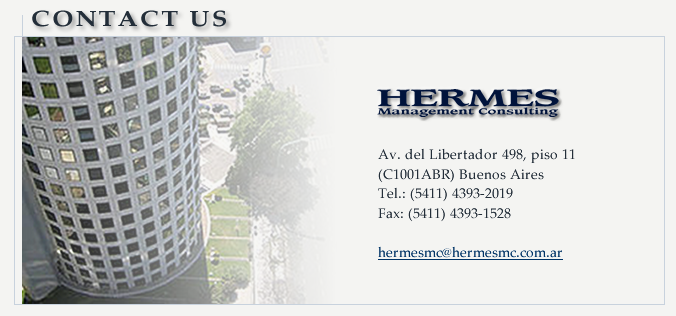 CONTACT US
HERMES
Management Consulting
Av. del Libertador 498, piso 11
(C1001ABR) Buenos Aires
Tel.: (5411) 4393-2019
Fax: (5411) 4393-1528
hermesmc@hermesmc.com.ar